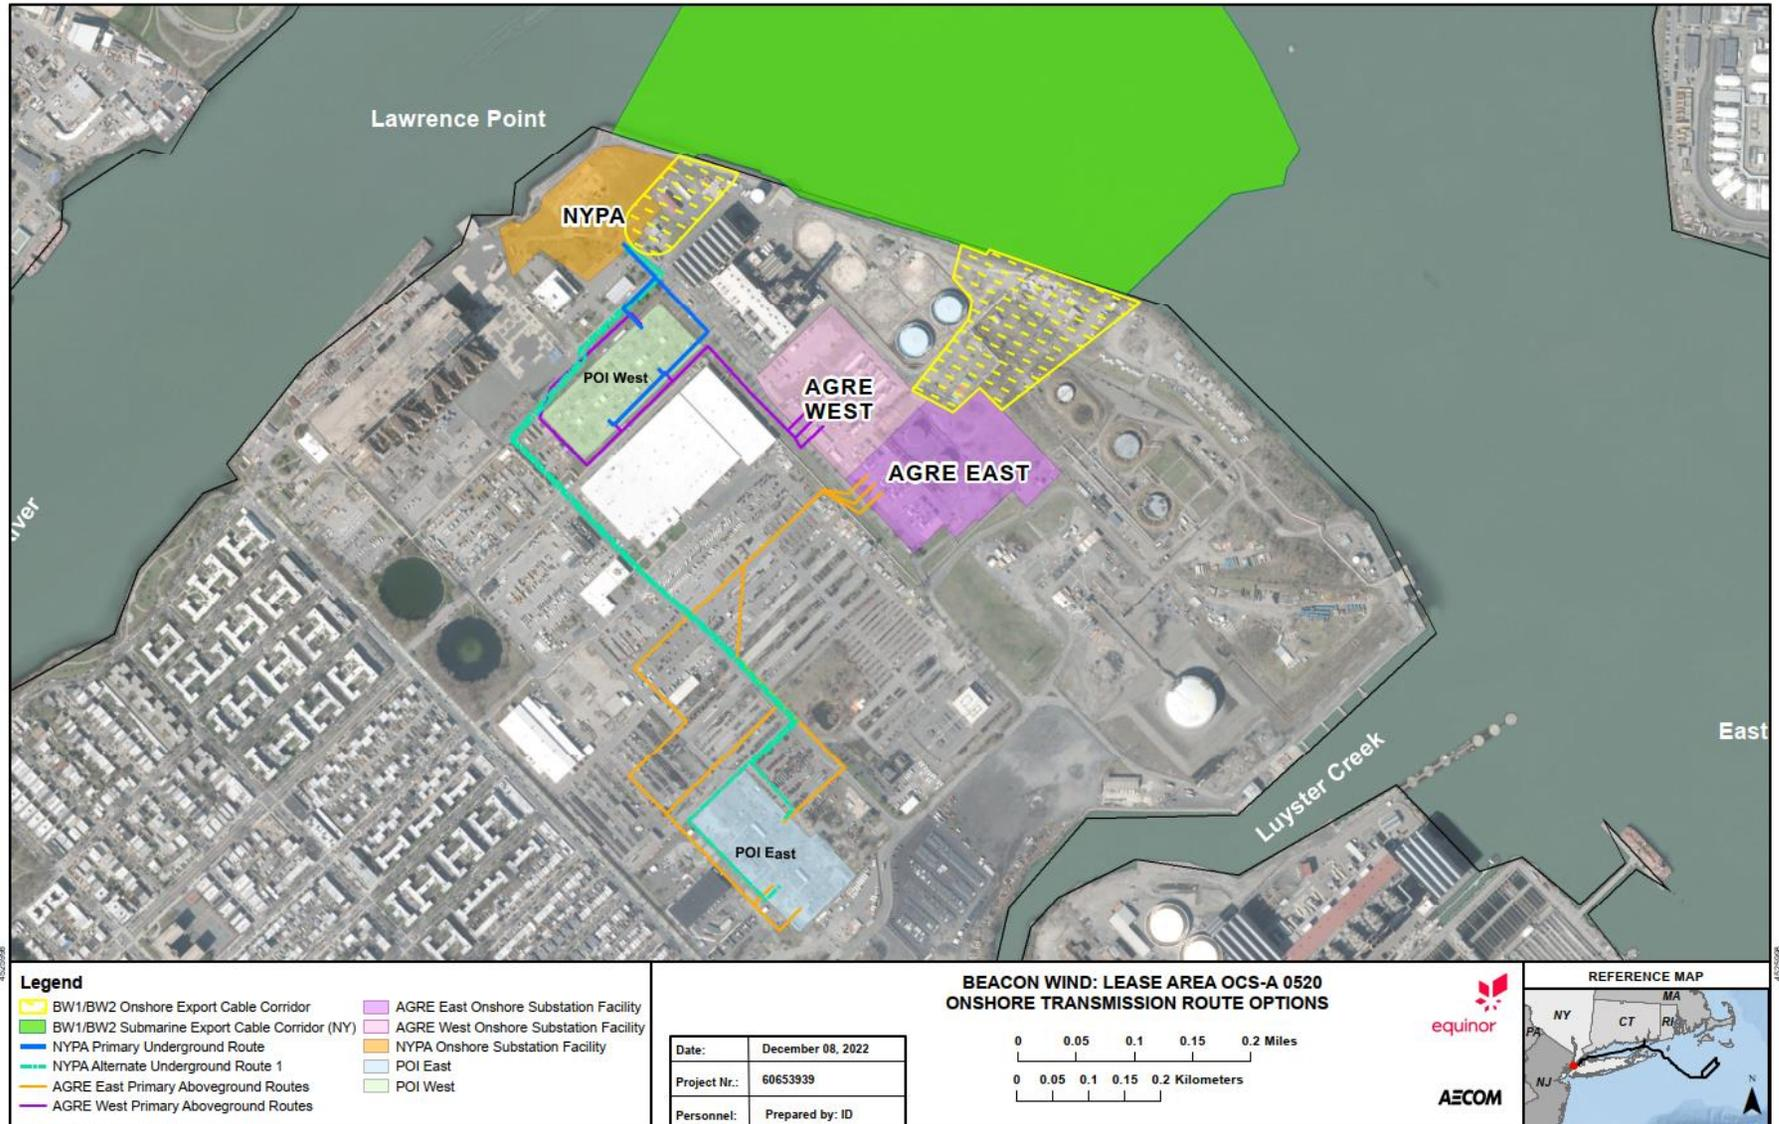 Lawrence Point
NYPA
POI West
AGRE
WEST
AGRE EAST
iver
East
Luyster Creek
POI East
Legend
BW1/BW2 Onshore Export Cable Corridor
BW1/BW2 Submarine Export Cable Corridor (NY)
NYPA Primary Underground Route
NYPA Alternate Underground Route 1
AGRE East Primary Aboveground Routes
AGRE West Primary Aboveground Routes
AGRE East Onshore Substation Facility
AGRE West Onshore Substation Facility
NYPA Onshore Substation Facility
POI East
POI West
Date: December 08, 2022
Project Nr.: 60653939
Personnel: Prepared by: ID
BEACON WIND: LEASE AREA OCS-A 0520
ONSHORE TRANSMISSION ROUTE OPTIONS
0 0.05 0.1 0.15 0.2 Miles
0 0.05 0.1 0.15 0.2 Kilometers
equinor
AECOM
REFERENCE MAP
MA
NY
CT
RI
PA
NJ
N